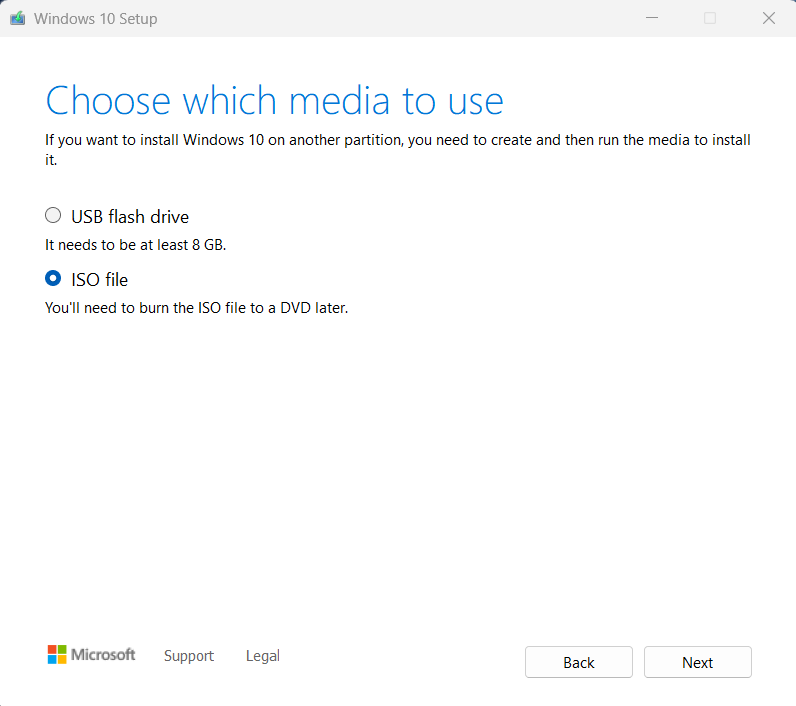 Windows 10 Setup
Choose which media to use
If you want to install Windows 10 on another partition, you need to create and then run the media to install
it.
USB flash drive
It needs to be at least 8 GB.
ISO file
You'll need to burn the ISO file to a DVD later.
Microsoft Support Legal Back Next